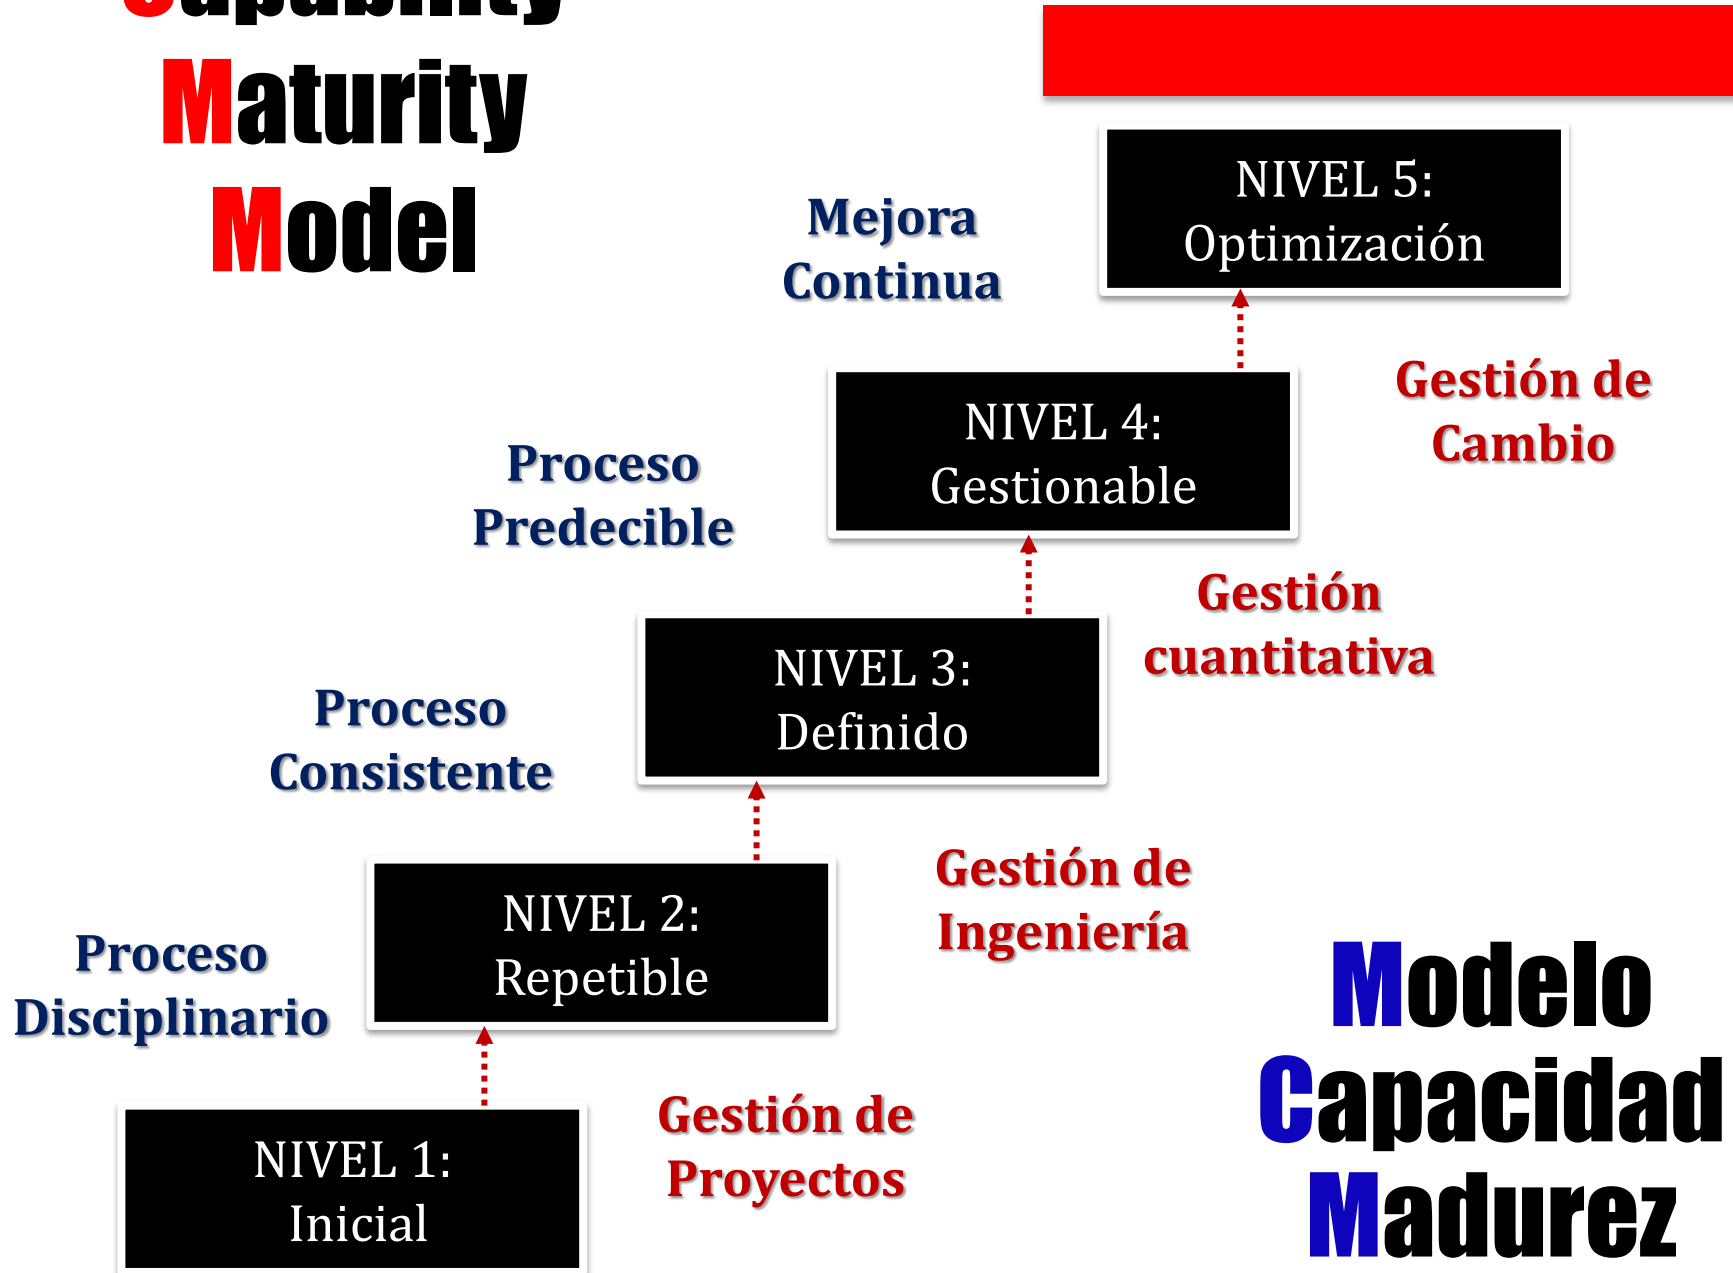 Capability
Maturity
Model
NIVEL 5:
Optimización
Mejora
Continua
Gestión de
Cambio
NIVEL 4:
Gestionable
Proceso
Predecible
Gestión
cuantitativa
NIVEL 3:
Definido
Proceso
Consistente
Gestión de
Ingeniería
NIVEL 2:
Repetible
Proceso
Disciplinario
Gestión de
Proyectos
NIVEL 1:
Inicial
Modelo
Capacidad
Madurez